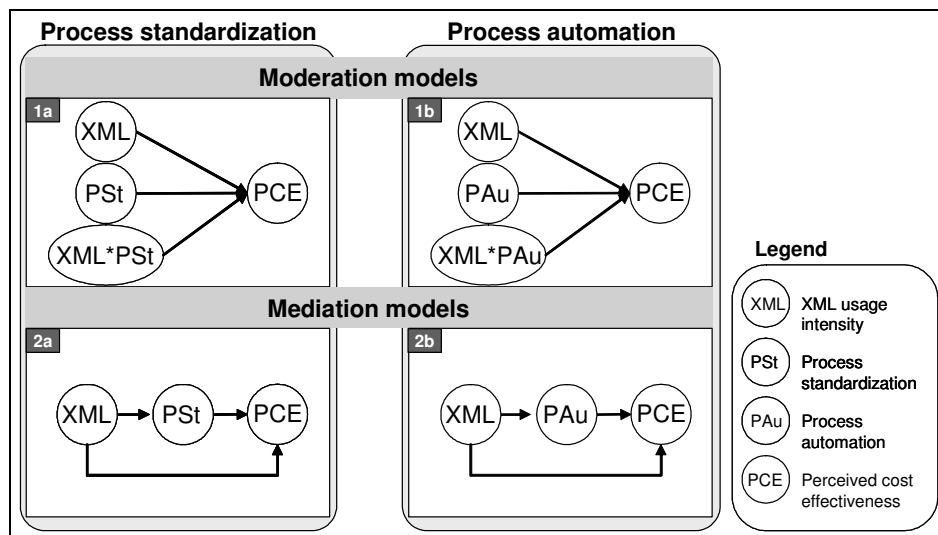 Process standardization
Process automation
Moderation models
1a
XML
PSt
XML*PSt
PCE
1b
XML
PAu
XML*PAu
PCE
Mediation models
2a
XML
PSt
PCE
2b
XML
PAu
PCE
Legend
XML
XML usage
intensity
PSt
Process
standardization
PAu
Process
automation
PCE
Perceived cost
effectiveness